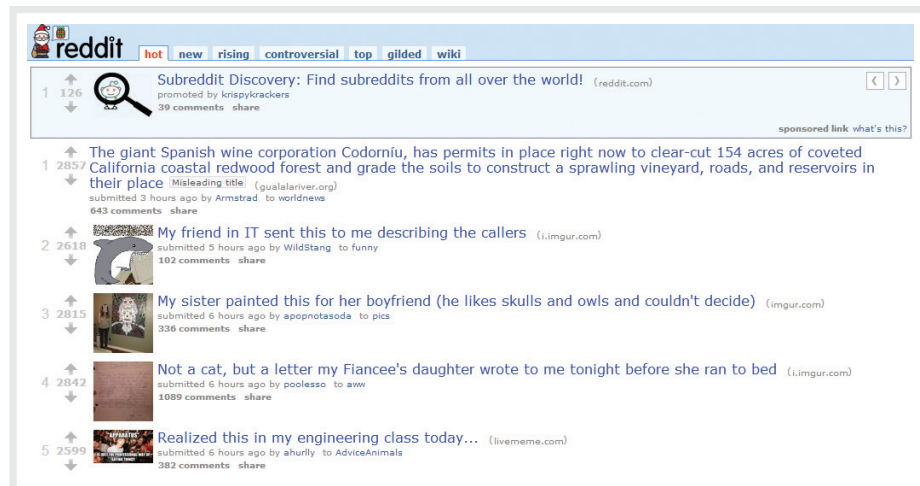 reddit hot new rising controversial top gilded wiki
1 126 Subreddit Discovery: Find subreddits from all over the world! (reddit.com)
promoted by krispykrackers
39 comments share
sponsored link what's this?
1 2857 The giant Spanish wine corporation Codorníu, has permits in place right now to clear-cut 154 acres of coveted
California coastal redwood forest and grade the soils to construct a sprawling vineyard, roads, and reservoirs in
their place Misleading title (gualalariver.org)
submitted 3 hours ago by Armstrad to worldnews
643 comments share
2 2618 My friend in IT sent this to me describing the callers (i.imgur.com)
submitted 5 hours ago by WildStang to funny
102 comments share
3 2815 My sister painted this for her boyfriend (he likes skulls and owls and couldn't decide) (imgur.com)
submitted 6 hours ago by apopnotasoda to pics
336 comments share
4 2842 Not a cat, but a letter my Fiancee's daughter wrote to me tonight before she ran to bed (i.imgur.com)
submitted 6 hours ago by poolesso to aww
1089 comments share
5 2599 Realized this in my engineering class today... (livememe.com)
submitted 6 hours ago by ahurlly to AdviceAnimals
382 comments share